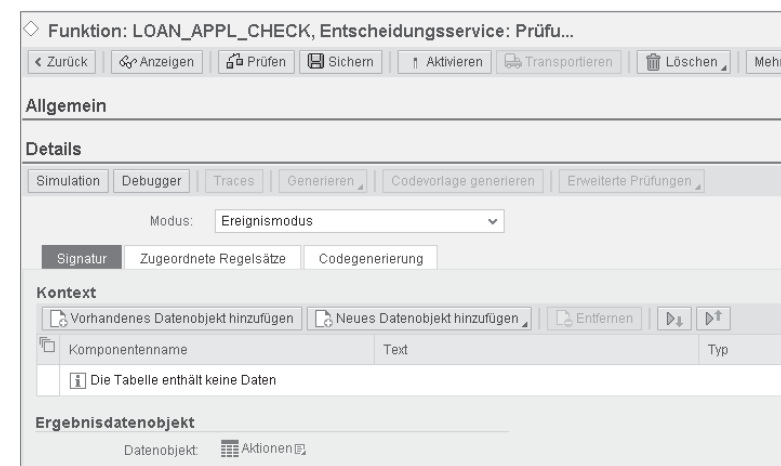 Funktion: LOAN_APPL_CHECK, Entscheidungsservice: Prüfu...
Zurück Anzeigen Prüfen Sichern Aktivieren Transportieren Löschen Mehr
Allgemein
Details
Simulation Debugger Traces Generieren Codevorlage generieren Erweiterte Prüfungen
Modus: Ereignismodus
Signatur Zugeordnete Regelsätze Codegenerierung
Kontext
Vorhandenes Datenobjekt hinzufügen Neues Datenobjekt hinzufügen Entfernen
Komponentenname Text Typ
Die Tabelle enthält keine Daten
Ergebnisdatenobjekt
Datenobjekt: Aktionen